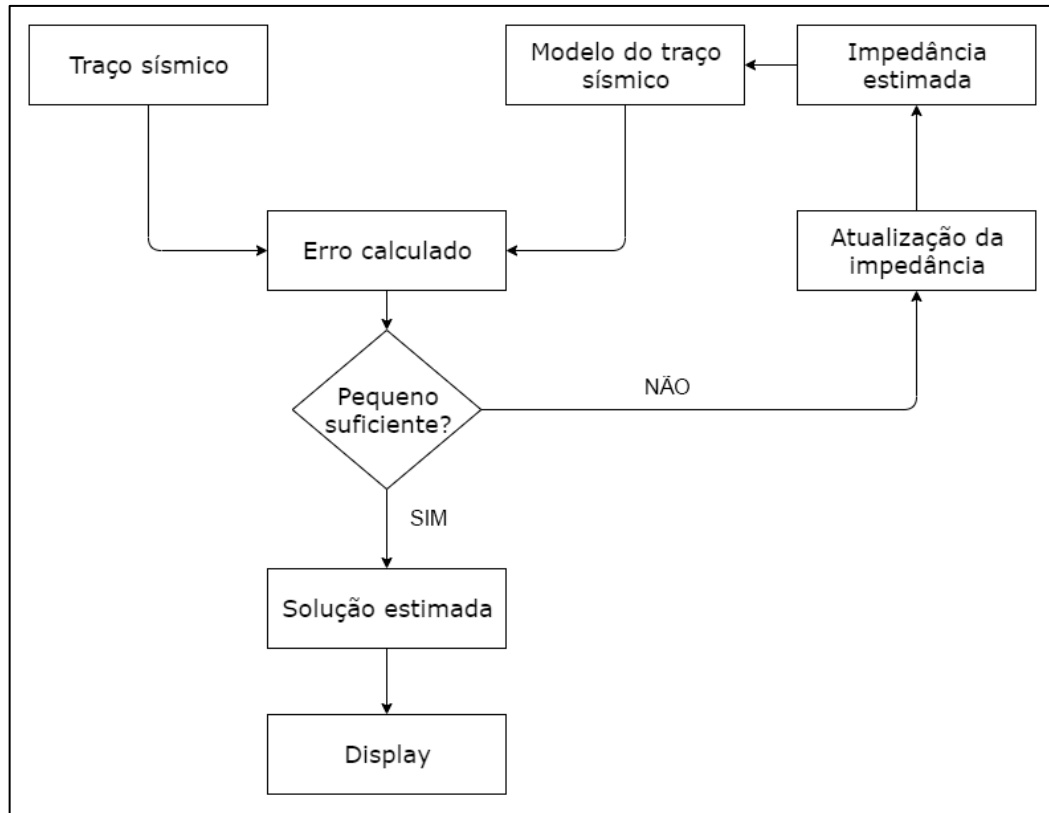 Traço sísmico
Modelo do traço
sísmico
Impedância
estimada
Erro calculado
Atualização da
impedância
Pequeno
suficiente?
NÃO
SIM
Solução estimada
Display